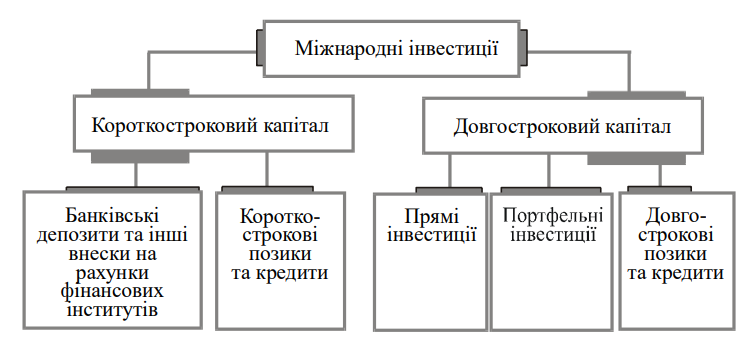 Міжнародні інвестиції
Короткостроковий капітал
Довгостроковий капітал
Банківські
депозити та інші
внески на
рахунки
фінансових
інститутів
Коротко-
строкові
позики
та кредити
Прямі
інвестиції
Портфельні
інвестиції
Довго-
строкові
позики
та кредити